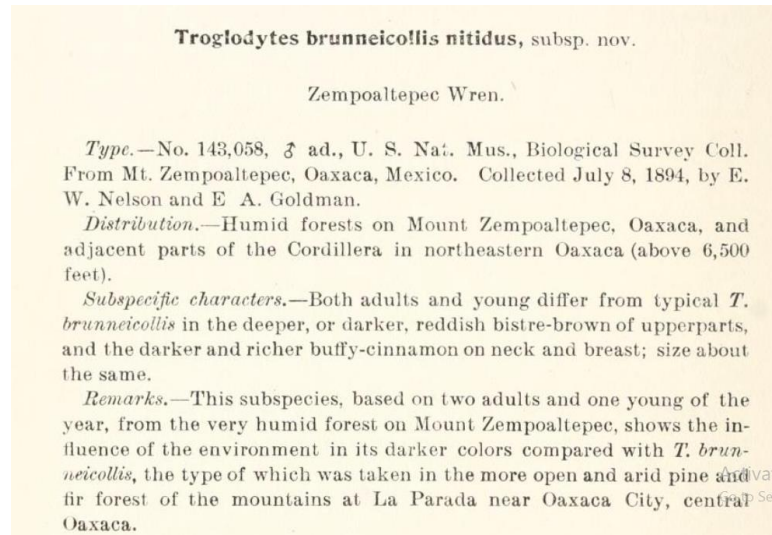 Troglodytes brunneicollis nitidus, subsp. nov.
Zempoaltepec Wren.
Type.—No. 143,058, ♂ ad., U. S. Nat. Mus., Biological Survey Coll.
From Mt. Zempoaltepec, Oaxaca, Mexico. Collected July 8, 1894, by E.
W. Nelson and E A. Goldman.
Distribution.—Humid forests on Mount Zempoaltepec, Oaxaca, and
adjacent parts of the Cordillera in northeastern Oaxaca (above 6,500
feet).
Subspecific characters.—Both adults and young differ from typical T.
brunneicollis in the deeper, or darker, reddish bistre-brown of upperparts,
and the darker and richer buffy-cinnamon on neck and breast; size about
the same.
Remarks.—This subspecies, based on two adults and one young of the
year, from the very humid forest on Mount Zempoaltepec, shows the in-
fluence of the environment in its darker colors compared with T. brun-
neicollis, the type of which was taken in the more open and arid pine and
fir forest of the mountains at La Parada near Oaxaca City, central
Oaxaca.
Activa
Go to Se